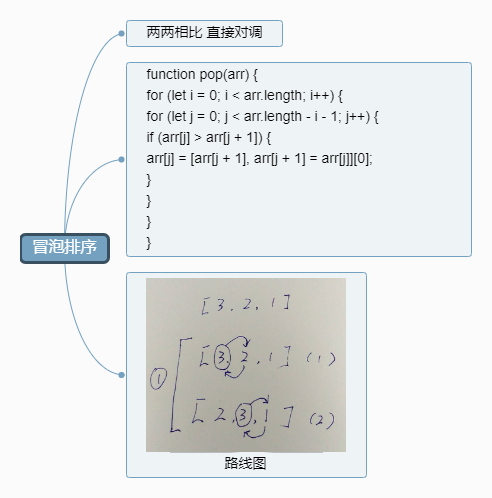 两两相比 直接对调
function pop(arr) {
for (let i = 0; i < arr.length; i++) {
for (let j = 0; j < arr.length - i - 1; j++) {
if (arr[j] > arr[j + 1]) {
arr[j] = [arr[j + 1], arr[j + 1] = arr[j]][0];
}
}
}
}
冒泡排序
[3, 2, 1]
① [3, 2, 1] (1)
[2, 3, 1] (2)
路线图